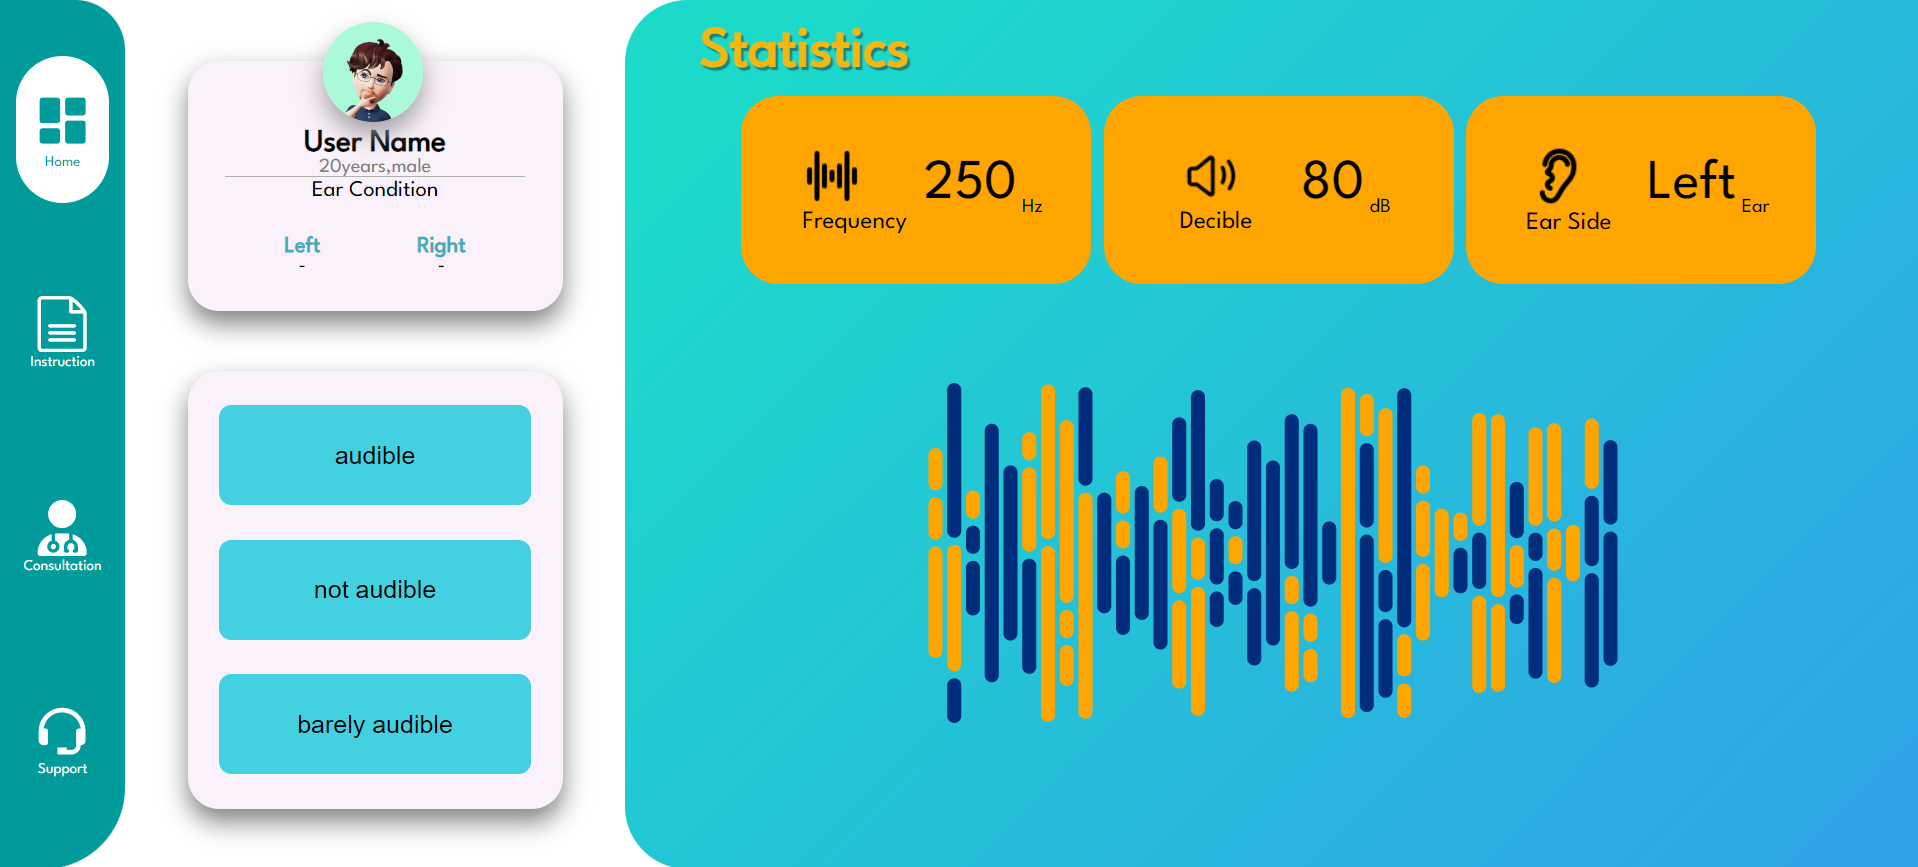 Home
Instruction
Consultation
Support
User Name
20years,male
Ear Condition
Left Right
- -
audible
not audible
barely audible
Statistics
250 Hz
Frequency
80 dB
Decible
Left Ear
Ear Side